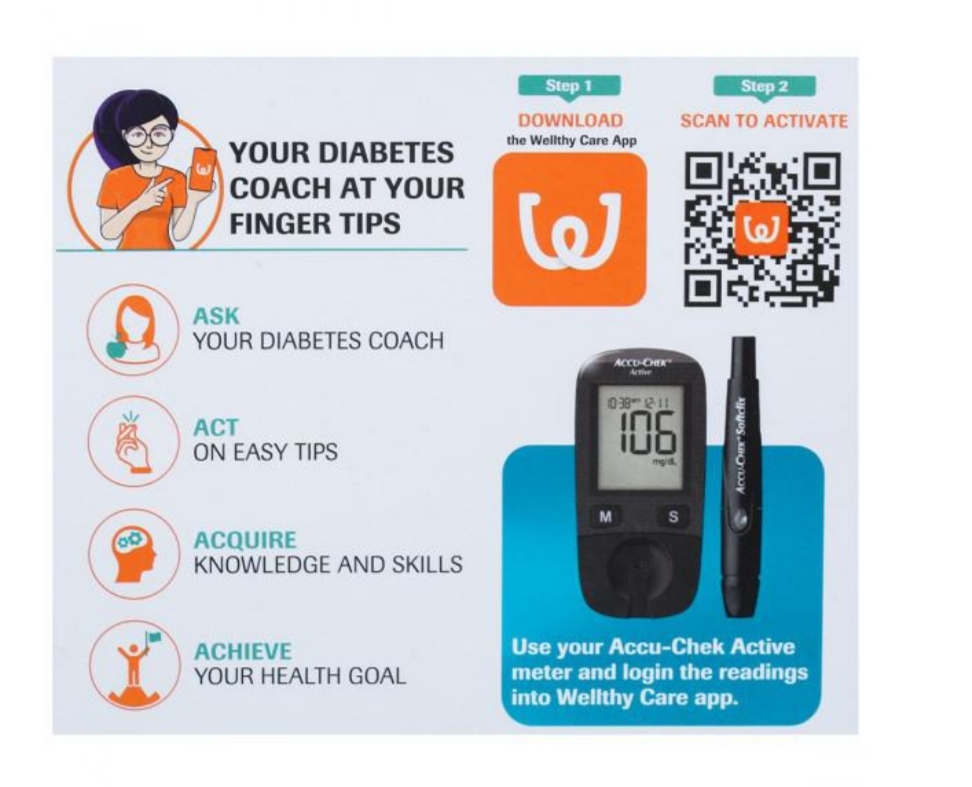 YOUR DIABETES
COACH AT YOUR
FINGER TIPS
ASK
YOUR DIABETES COACH
ACT
ON EASY TIPS
ACQUIRE
KNOWLEDGE AND SKILLS
ACHIEVE
YOUR HEALTH GOAL
Step 1
DOWNLOAD
the Wellthy Care App
Step 2
SCAN TO ACTIVATE
ACCU-CHEK®
Active
10:38am 12-11
106
mg/dL
M S
ACCU-CHEK® Softclix
Use your Accu-Chek Active
meter and login the readings
into Wellthy Care app.